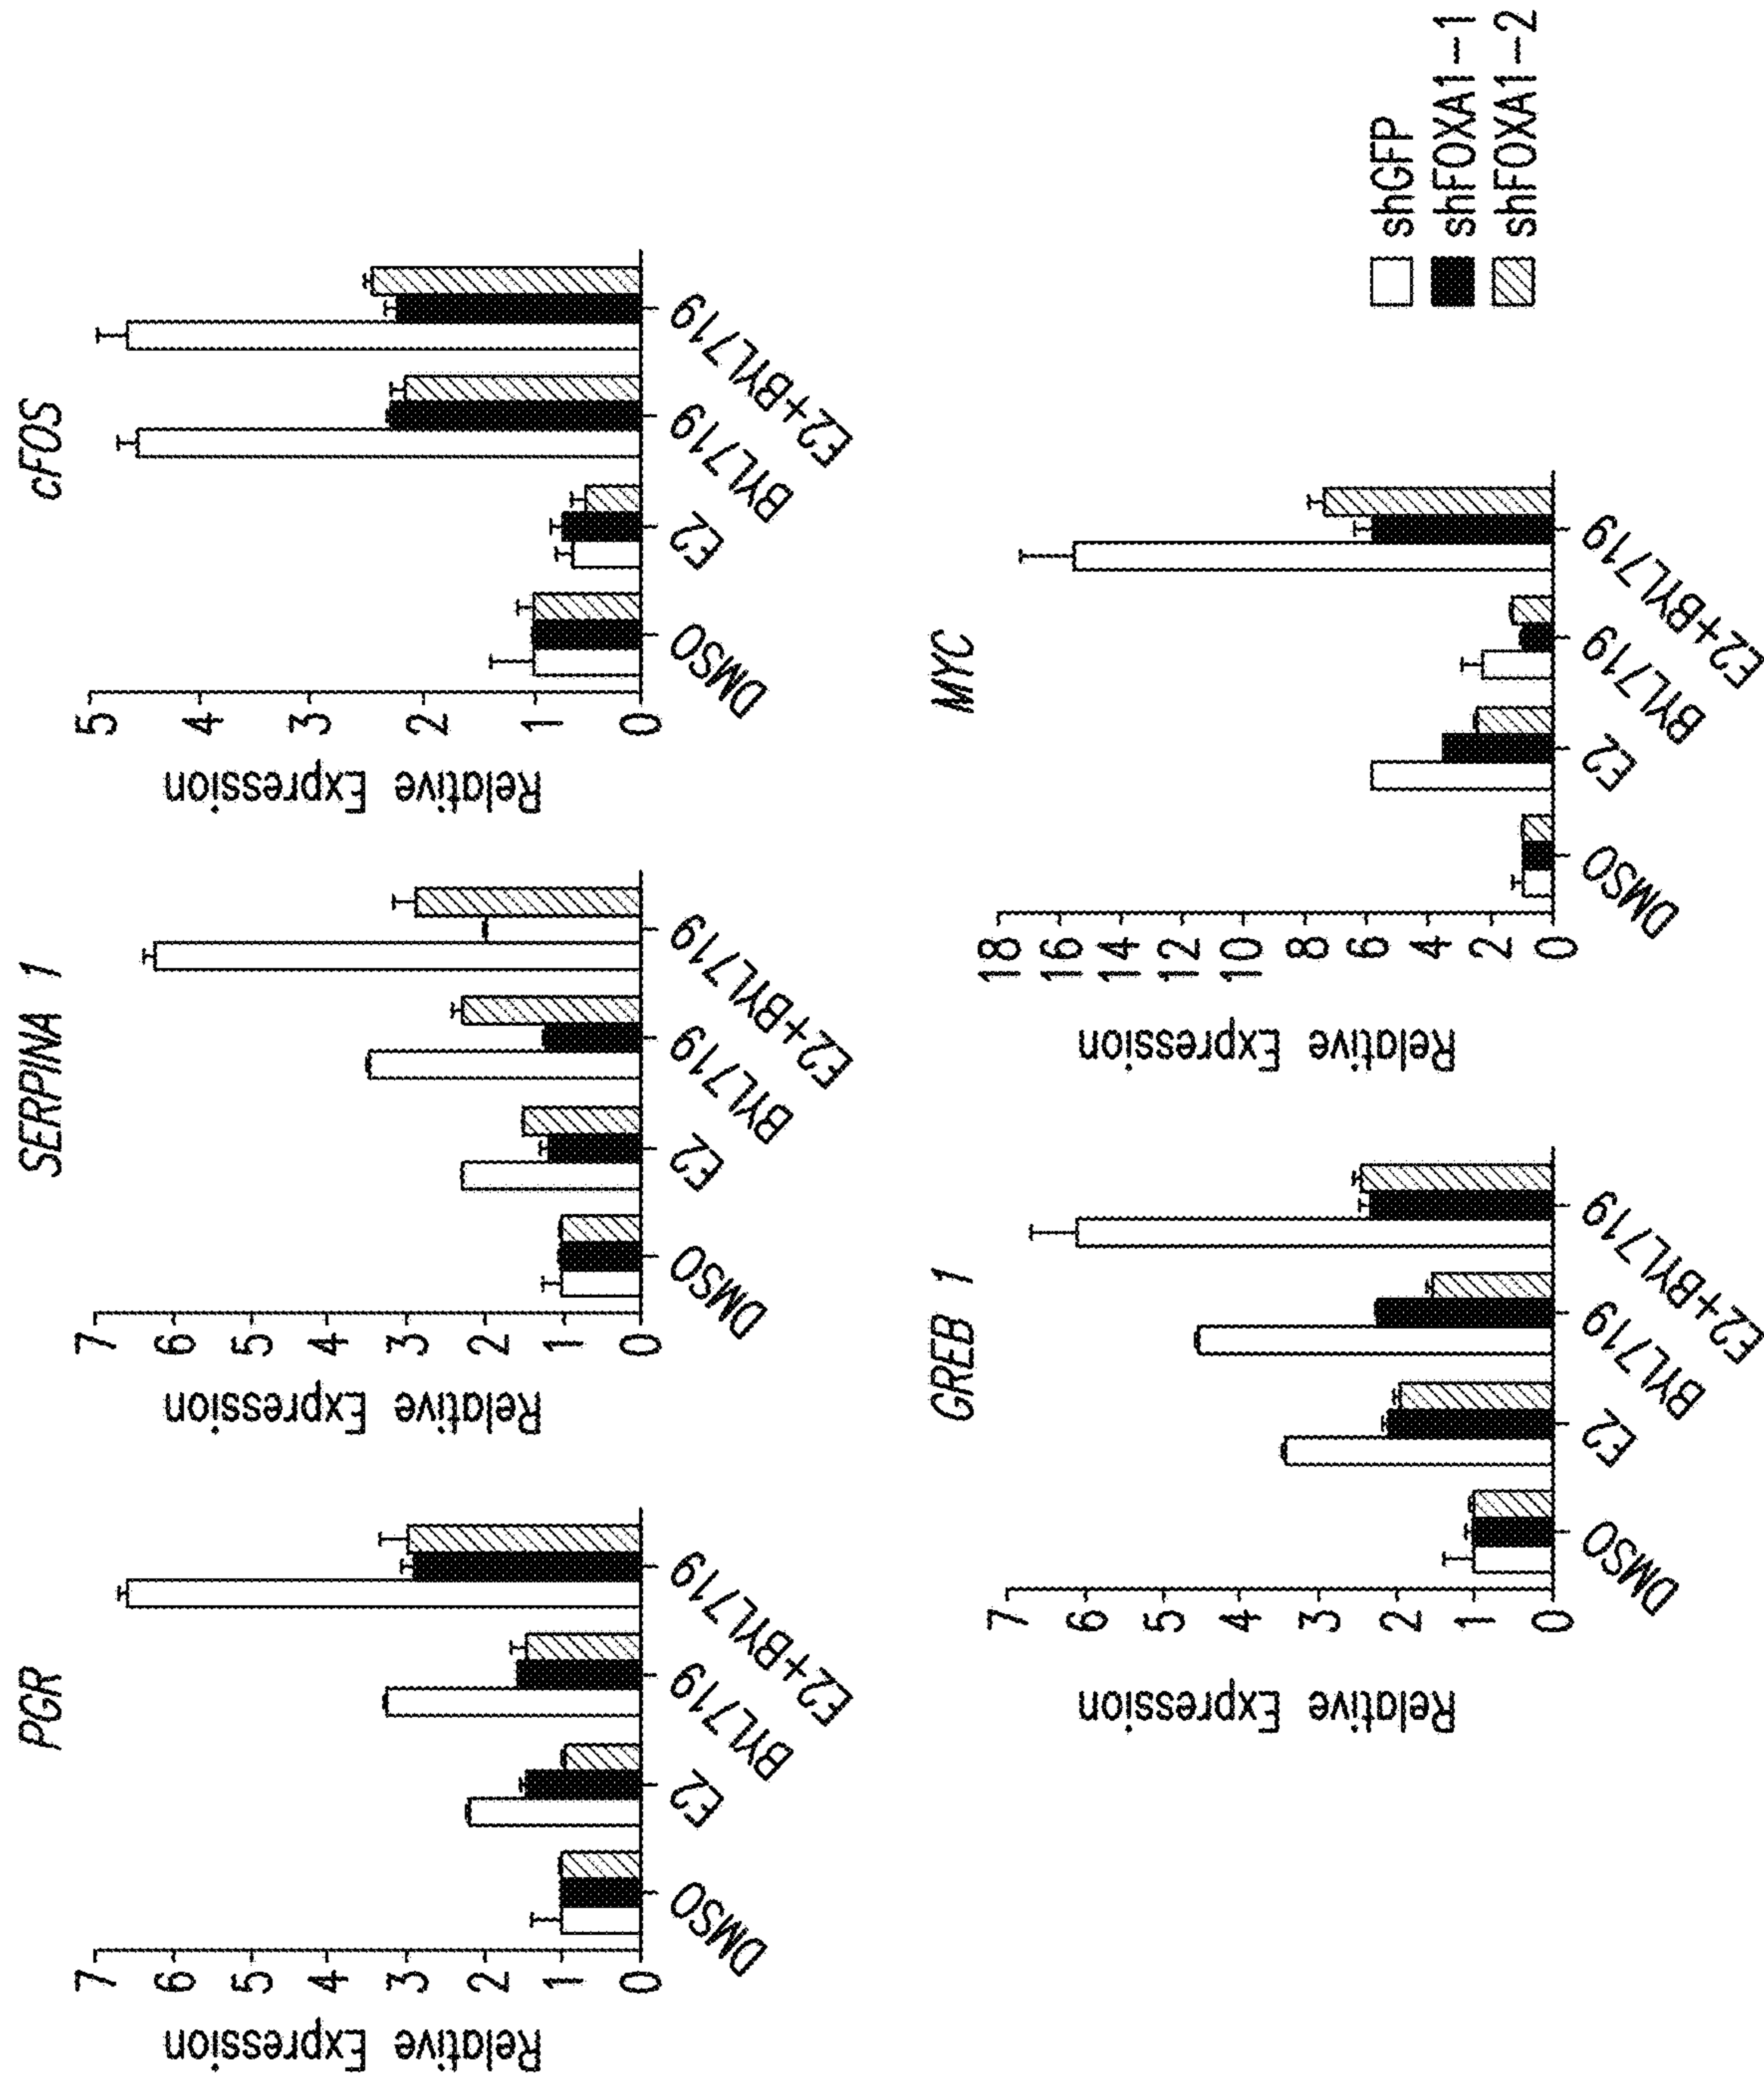 PGR
Relative Expression
7
6
5
4
3
2
1
0
DMSO
E2
BYL719
E2+BYL719
SERPINA 1
Relative Expression
7
6
5
4
3
2
1
0
DMSO
E2
BYL719
E2+BYL719
cFOS
Relative Expression
5
4
3
2
1
0
DMSO
E2
BYL719
E2+BYL719
GREB 1
Relative Expression
7
6
5
4
3
2
1
0
DMSO
E2
BYL719
E2+BYL719
MYC
Relative Expression
18
16
14
12
10
8
6
4
2
0
DMSO
E2
BYL719
E2+BYL719
shGFP
shFOXA1-1
shFOXA1-2